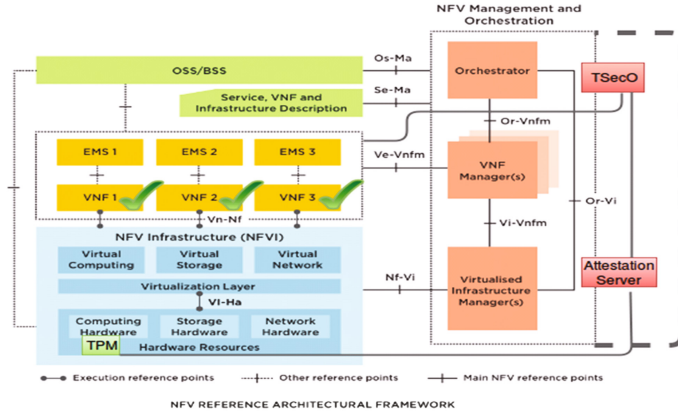 NFV Management and
Orchestration
OSS/BSS
Os-Ma
Orchestrator
TSecO
Se-Ma
Service, VNF and
Infrastructure Description
Or-Vnfm
EMS 1
EMS 2
EMS 3
Ve-Vnfm
VNF
Manager(s)
VNF 1
VNF 2
VNF 3
Or-Vi
Vn-Nf
Vi-Vnfm
NFV Infrastructure (NFVI)
Virtual
Computing
Virtual
Storage
Virtual
Network
Attestation
Server
Nf-Vi
Virtualised
Infrastructure
Manager(s)
Virtualization Layer
VI-Ha
Computing
Hardware
Storage
Hardware
Network
Hardware
TPM
Hardware Resources
Execution reference points
Other reference points
Main NFV reference points
NFV REFERENCE ARCHITECTURAL FRAMEWORK